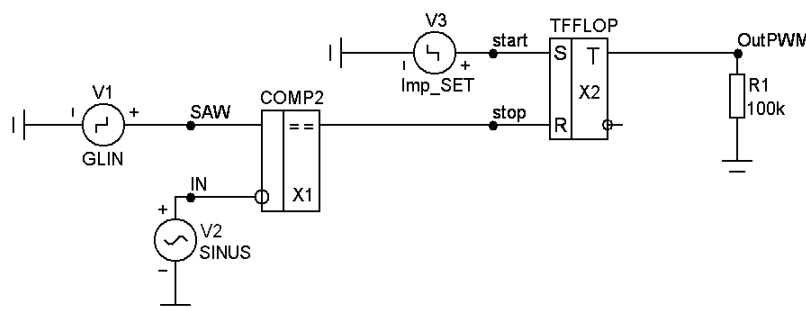 V3
TFFLOP
start
S
T
OutPWM
Imp_SET
X2
R1
100k
V1
COMP2
SAW
==
stop
R
GLIN
IN
X1
V2
SINUS